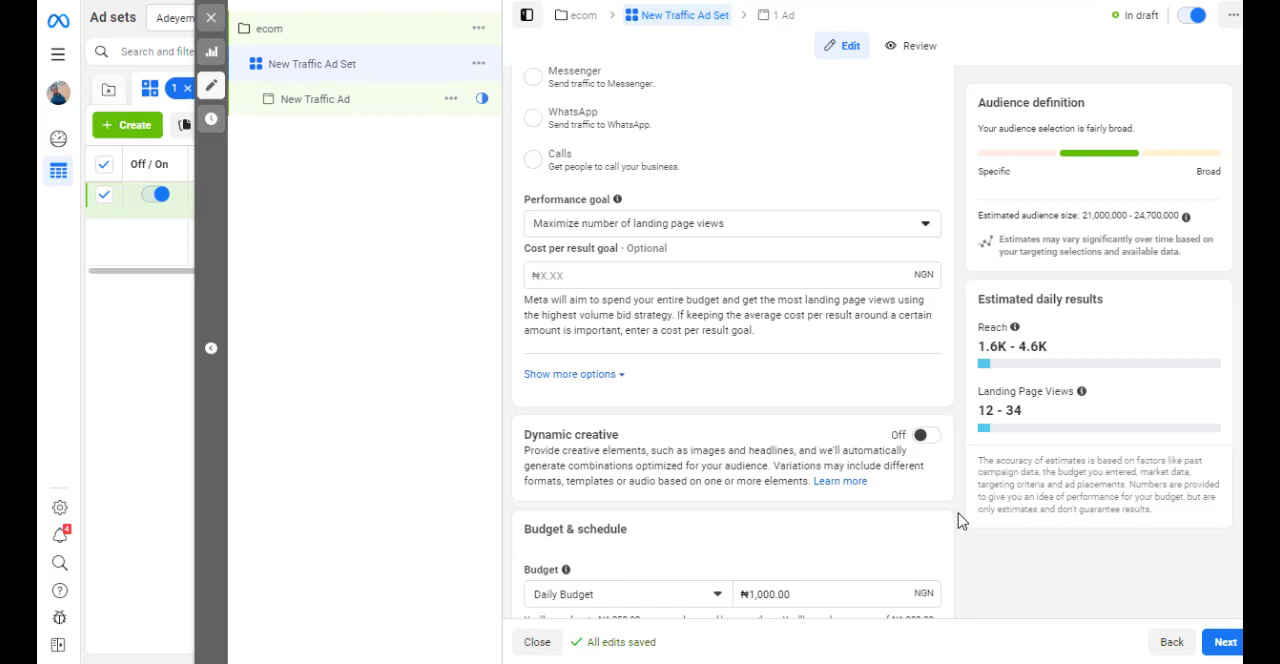 Ad sets
Adeyem
Search and filte
1
Create
Off / On
4
ecom
New Traffic Ad Set
New Traffic Ad
ecom
New Traffic Ad Set
1 Ad
In draft
Edit
Review
Messenger
Send traffic to Messenger.
WhatsApp
Send traffic to WhatsApp.
Calls
Get people to call your business.
Performance goal
Maximize number of landing page views
Cost per result goal · Optional
₦X.XX
NGN
Meta will aim to spend your entire budget and get the most landing page views using
the highest volume bid strategy. If keeping the average cost per result around a certain
amount is important, enter a cost per result goal.
Show more options
Dynamic creative
Off
Provide creative elements, such as images and headlines, and we'll automatically
generate combinations optimized for your audience. Variations may include different
formats, templates or audio based on one or more elements. Learn more
Budget & schedule
Budget
Daily Budget
₦1,000.00
NGN
Close
All edits saved
Back
Next
Audience definition
Your audience selection is fairly broad.
Specific
Broad
Estimated audience size: 21,000,000 - 24,700,000
Estimates may vary significantly over time based on
your targeting selections and available data.
Estimated daily results
Reach
1.6K - 4.6K
Landing Page Views
12 - 34
The accuracy of estimates is based on factors like past
campaign data, the budget you entered, market data,
targeting criteria and ad placements. Numbers are provided
to give you an idea of performance for your budget, but are
only estimates and don't guarantee results.